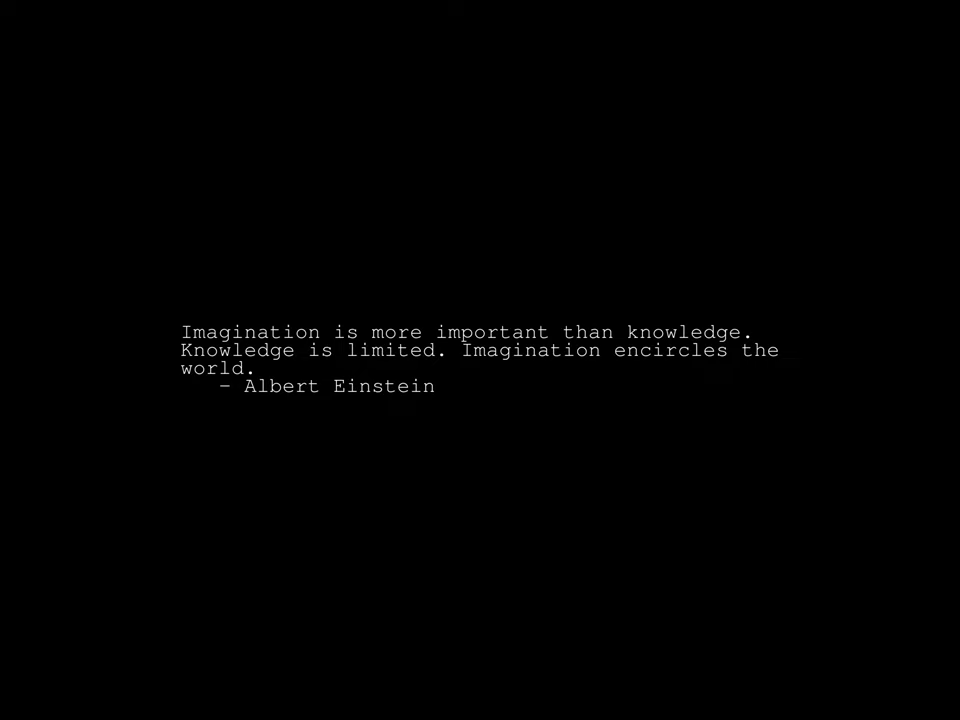 Imagination is more important than knowledge.
Knowledge is limited. Imagination encircles the
world.
- Albert Einstein